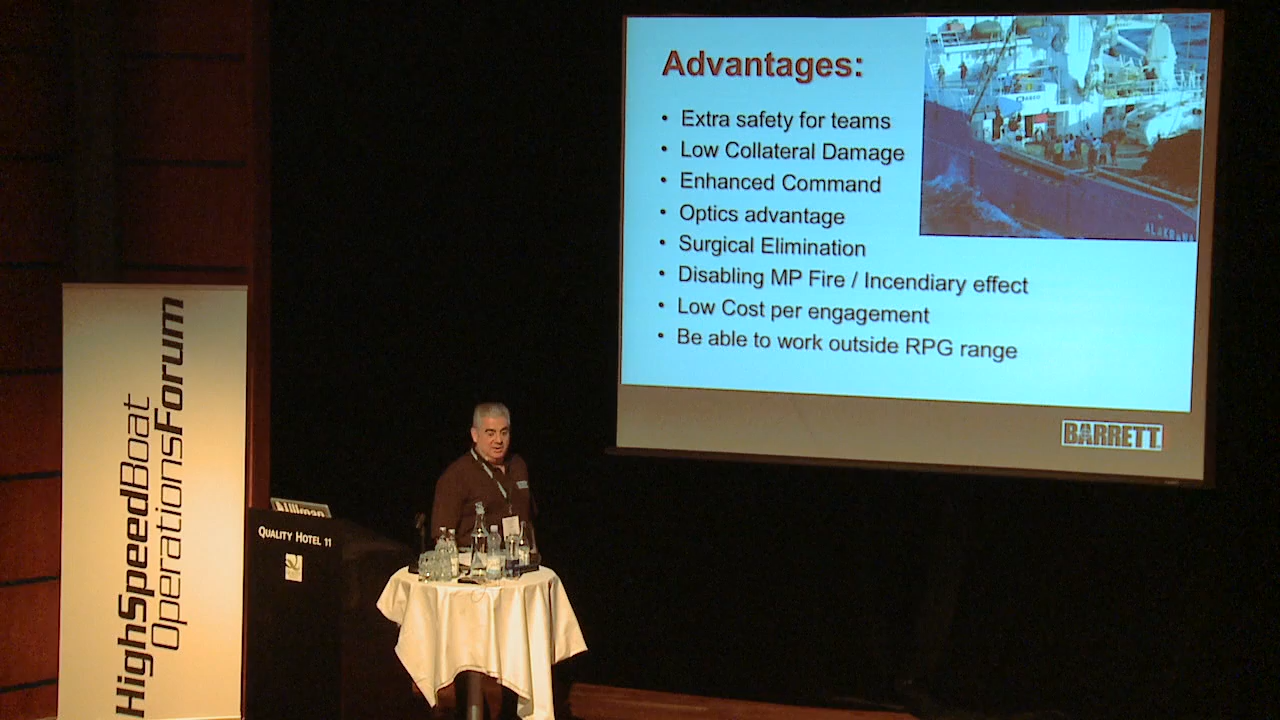 Advantages:
• Extra safety for teams
• Low Collateral Damage
• Enhanced Command
• Optics advantage
• Surgical Elimination
• Disabling MP Fire / Incendiary effect
• Low Cost per engagement
• Be able to work outside RPG range
BARRETT
HighSpeedBoat
OperationsForum
QUALITY HOTEL 11